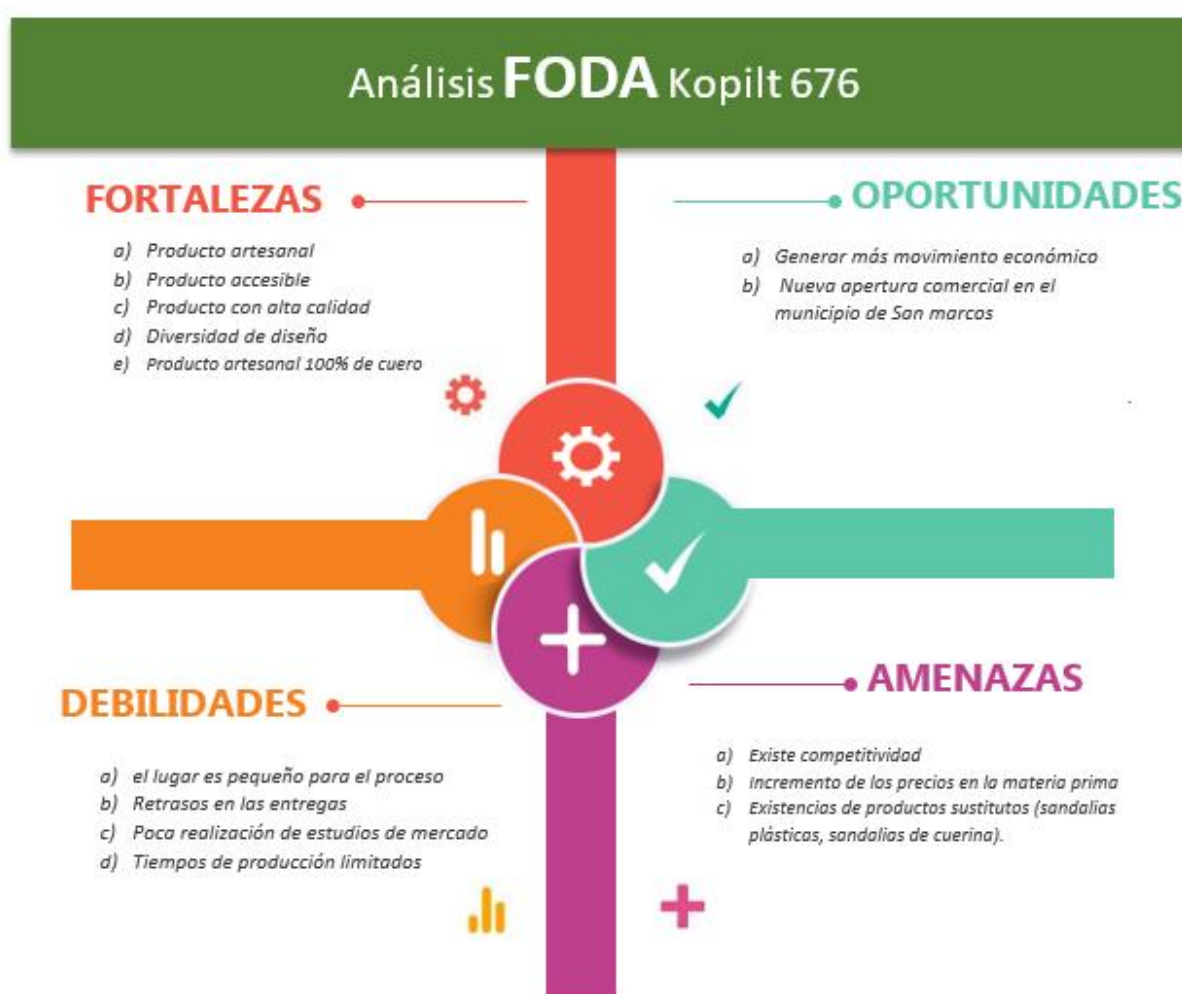 Análisis FODA Kopilt 676
FORTALEZAS
a) Producto artesanal
b) Producto accesible
c) Producto con alta calidad
d) Diversidad de diseño
e) Producto artesanal 100% de cuero
OPORTUNIDADES
a) Generar más movimiento económico
b) Nueva apertura comercial en el
municipio de San marcos
DEBILIDADES
a) el lugar es pequeño para el proceso
b) Retrasos en las entregas
c) Poca realización de estudios de mercado
d) Tiempos de producción limitados
AMENAZAS
a) Existe competitividad
b) Incremento de los precios en la materia prima
c) Existencias de productos sustitutos (sandalias
plásticas, sandalias de cuerina).